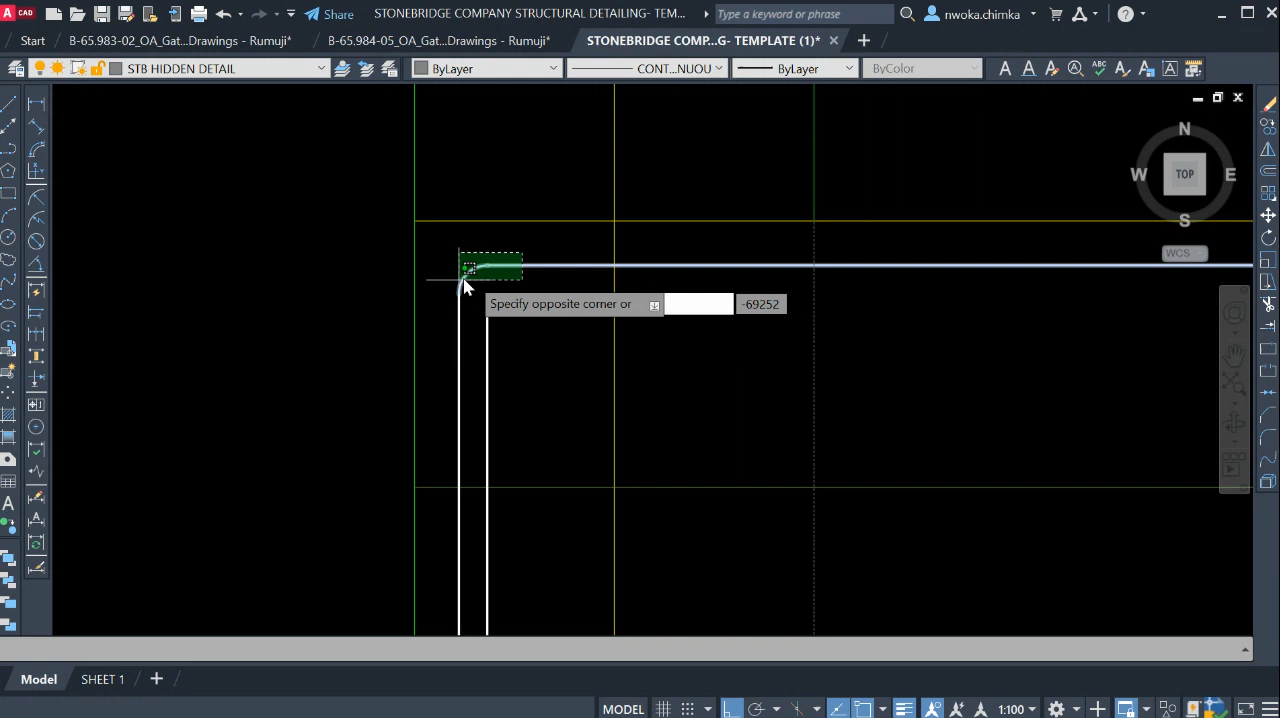 CAD
Share
STONEBRIDGE COMPANY STRUCTURAL DETAILING- TEM...
Type a keyword or phrase
nwoka.chimka
Start
B-65.983-02_OA_Gat...Drawings - Rumuji*
B-65.984-05_OA_Gat...Drawings - Rumuji*
STONEBRIDGE COMP...G- TEMPLATE (1)*
STB HIDDEN DETAIL
ByLayer
CONT...NUOU
ByLayer
ByColor
N
W
TOP
E
S
WCS
Specify opposite corner or
-69252
Model
SHEET 1
MODEL
1:100